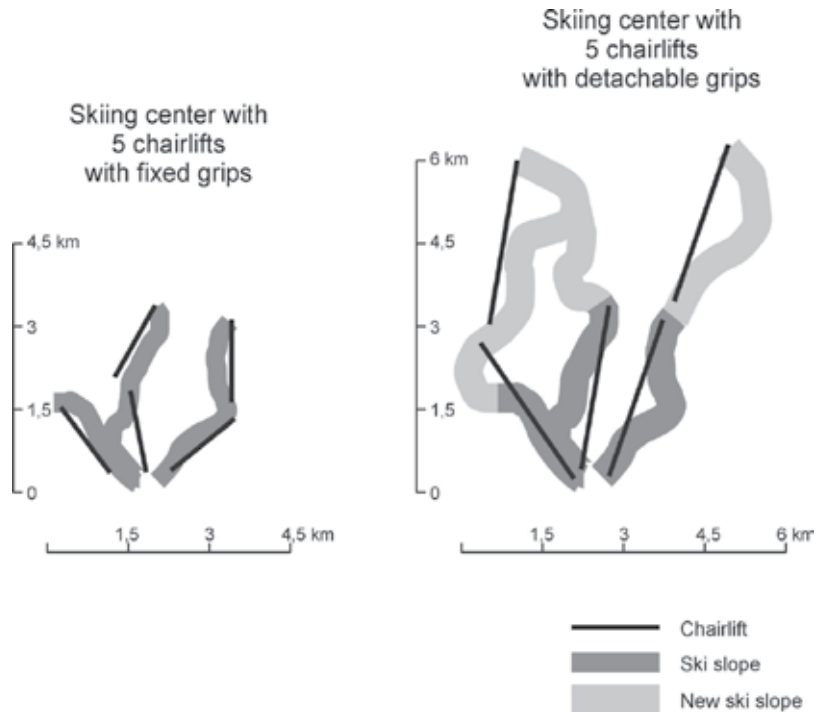 Skiing center with
5 chairlifts
with fixed grips
4,5 km
3
1,5
0
1,5
3
4,5 km
Skiing center with
5 chairlifts
with detachable grips
6 km
4,5
3
1,5
0
1,5
3
4,5
6 km
Chairlift
Ski slope
New ski slope